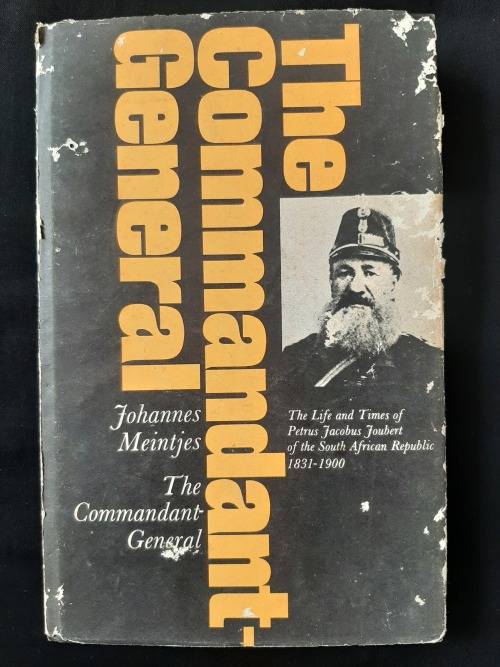 The
Commandant-
General
Johannes
Meintjes
The
Commandant-
General
The Life and Times of
Petrus Jacobus Joubert
of the South African Republic
1831-1900